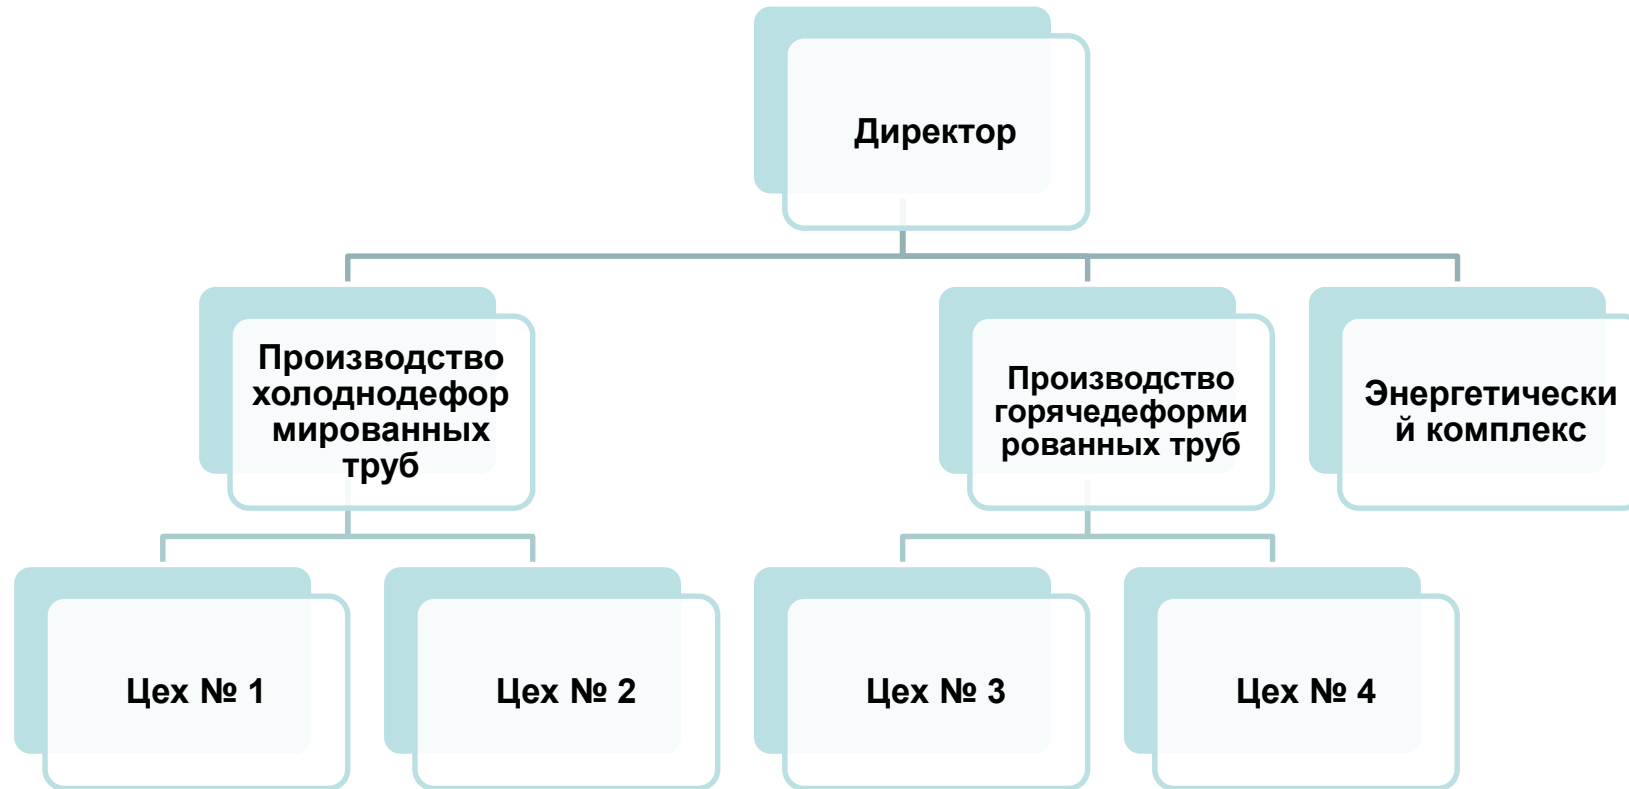 Директор
Производство
холоднодефор
мированных
труб
Производство
горячедеформи
рованных труб
Энергетически
й комплекс
Цех № 1
Цех № 2
Цех № 3
Цех № 4